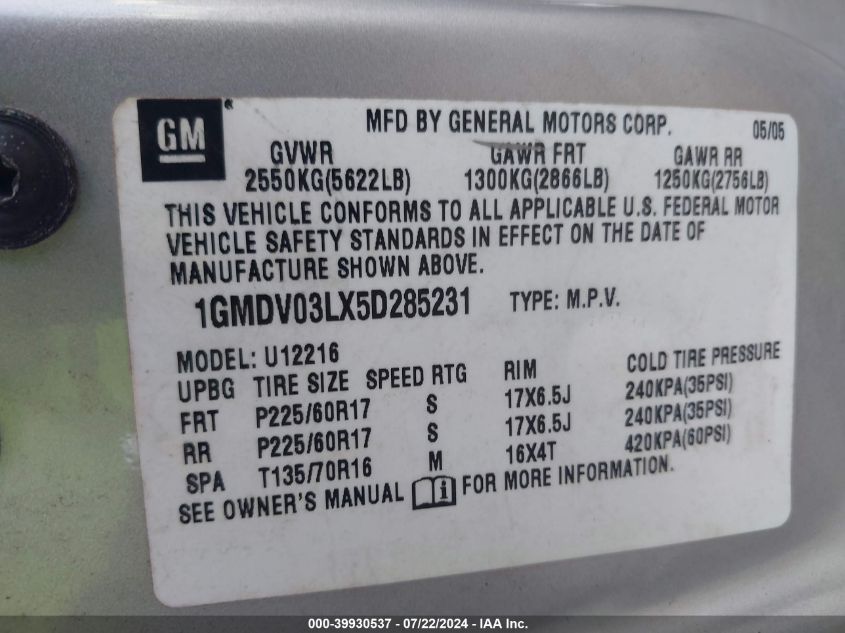 GM® MFD BY GENERAL MOTORS CORP. 05/05
GVWR GAWR FRT GAWR RR
2550KG(5622LB) 1300KG(2866LB) 1250KG(2756LB)
THIS VEHICLE CONFORMS TO ALL APPLICABLE U.S. FEDERAL MOTOR
VEHICLE SAFETY STANDARDS IN EFFECT ON THE DATE OF
MANUFACTURE SHOWN ABOVE.
1GMDV03LX5D285231 TYPE: M.P.V.
MODEL: U12216
UPBG TIRE SIZE SPEED RTG RIM COLD TIRE PRESSURE
FRT P225/60R17 S 17X6.5J 240KPA(35PSI)
RR P225/60R17 S 17X6.5J 240KPA(35PSI)
SPA T135/70R16 M 16X4T 420KPA(60PSI)
SEE OWNER'S MANUAL i FOR MORE INFORMATION.
000-39930537 - 07/22/2024 - IAA Inc.